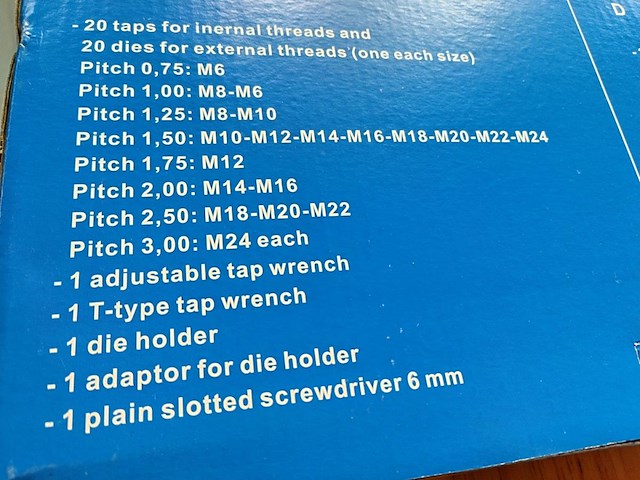 - 20 taps for inernal threads and
20 dies for external threads (one each size)
Pitch 0,75: M6
Pitch 1,00: M8-M6
Pitch 1,25: M8-M10
Pitch 1,50: M10-M12-M14-M16-M18-M20-M22-M24
Pitch 1,75: M12
Pitch 2,00: M14-M16
Pitch 2,50: M18-M20-M22
Pitch 3,00: M24 each
- 1 adjustable tap wrench
- 1 T-type tap wrench
- 1 die holder
- 1 adaptor for die holder
- 1 plain slotted screwdriver 6 mm
D